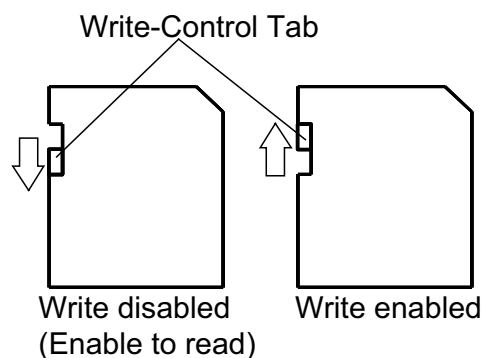 Write-Control Tab
Write disabled
(Enable to read)
Write enabled